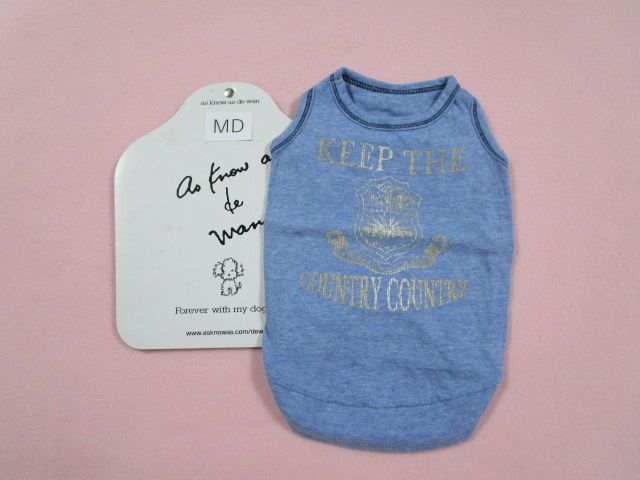 as know as de wan
MD
as know a
de
wan
Forever with my dog
www.asknowas.com/dew
KEEP THE
COUNTRY COUNTRY